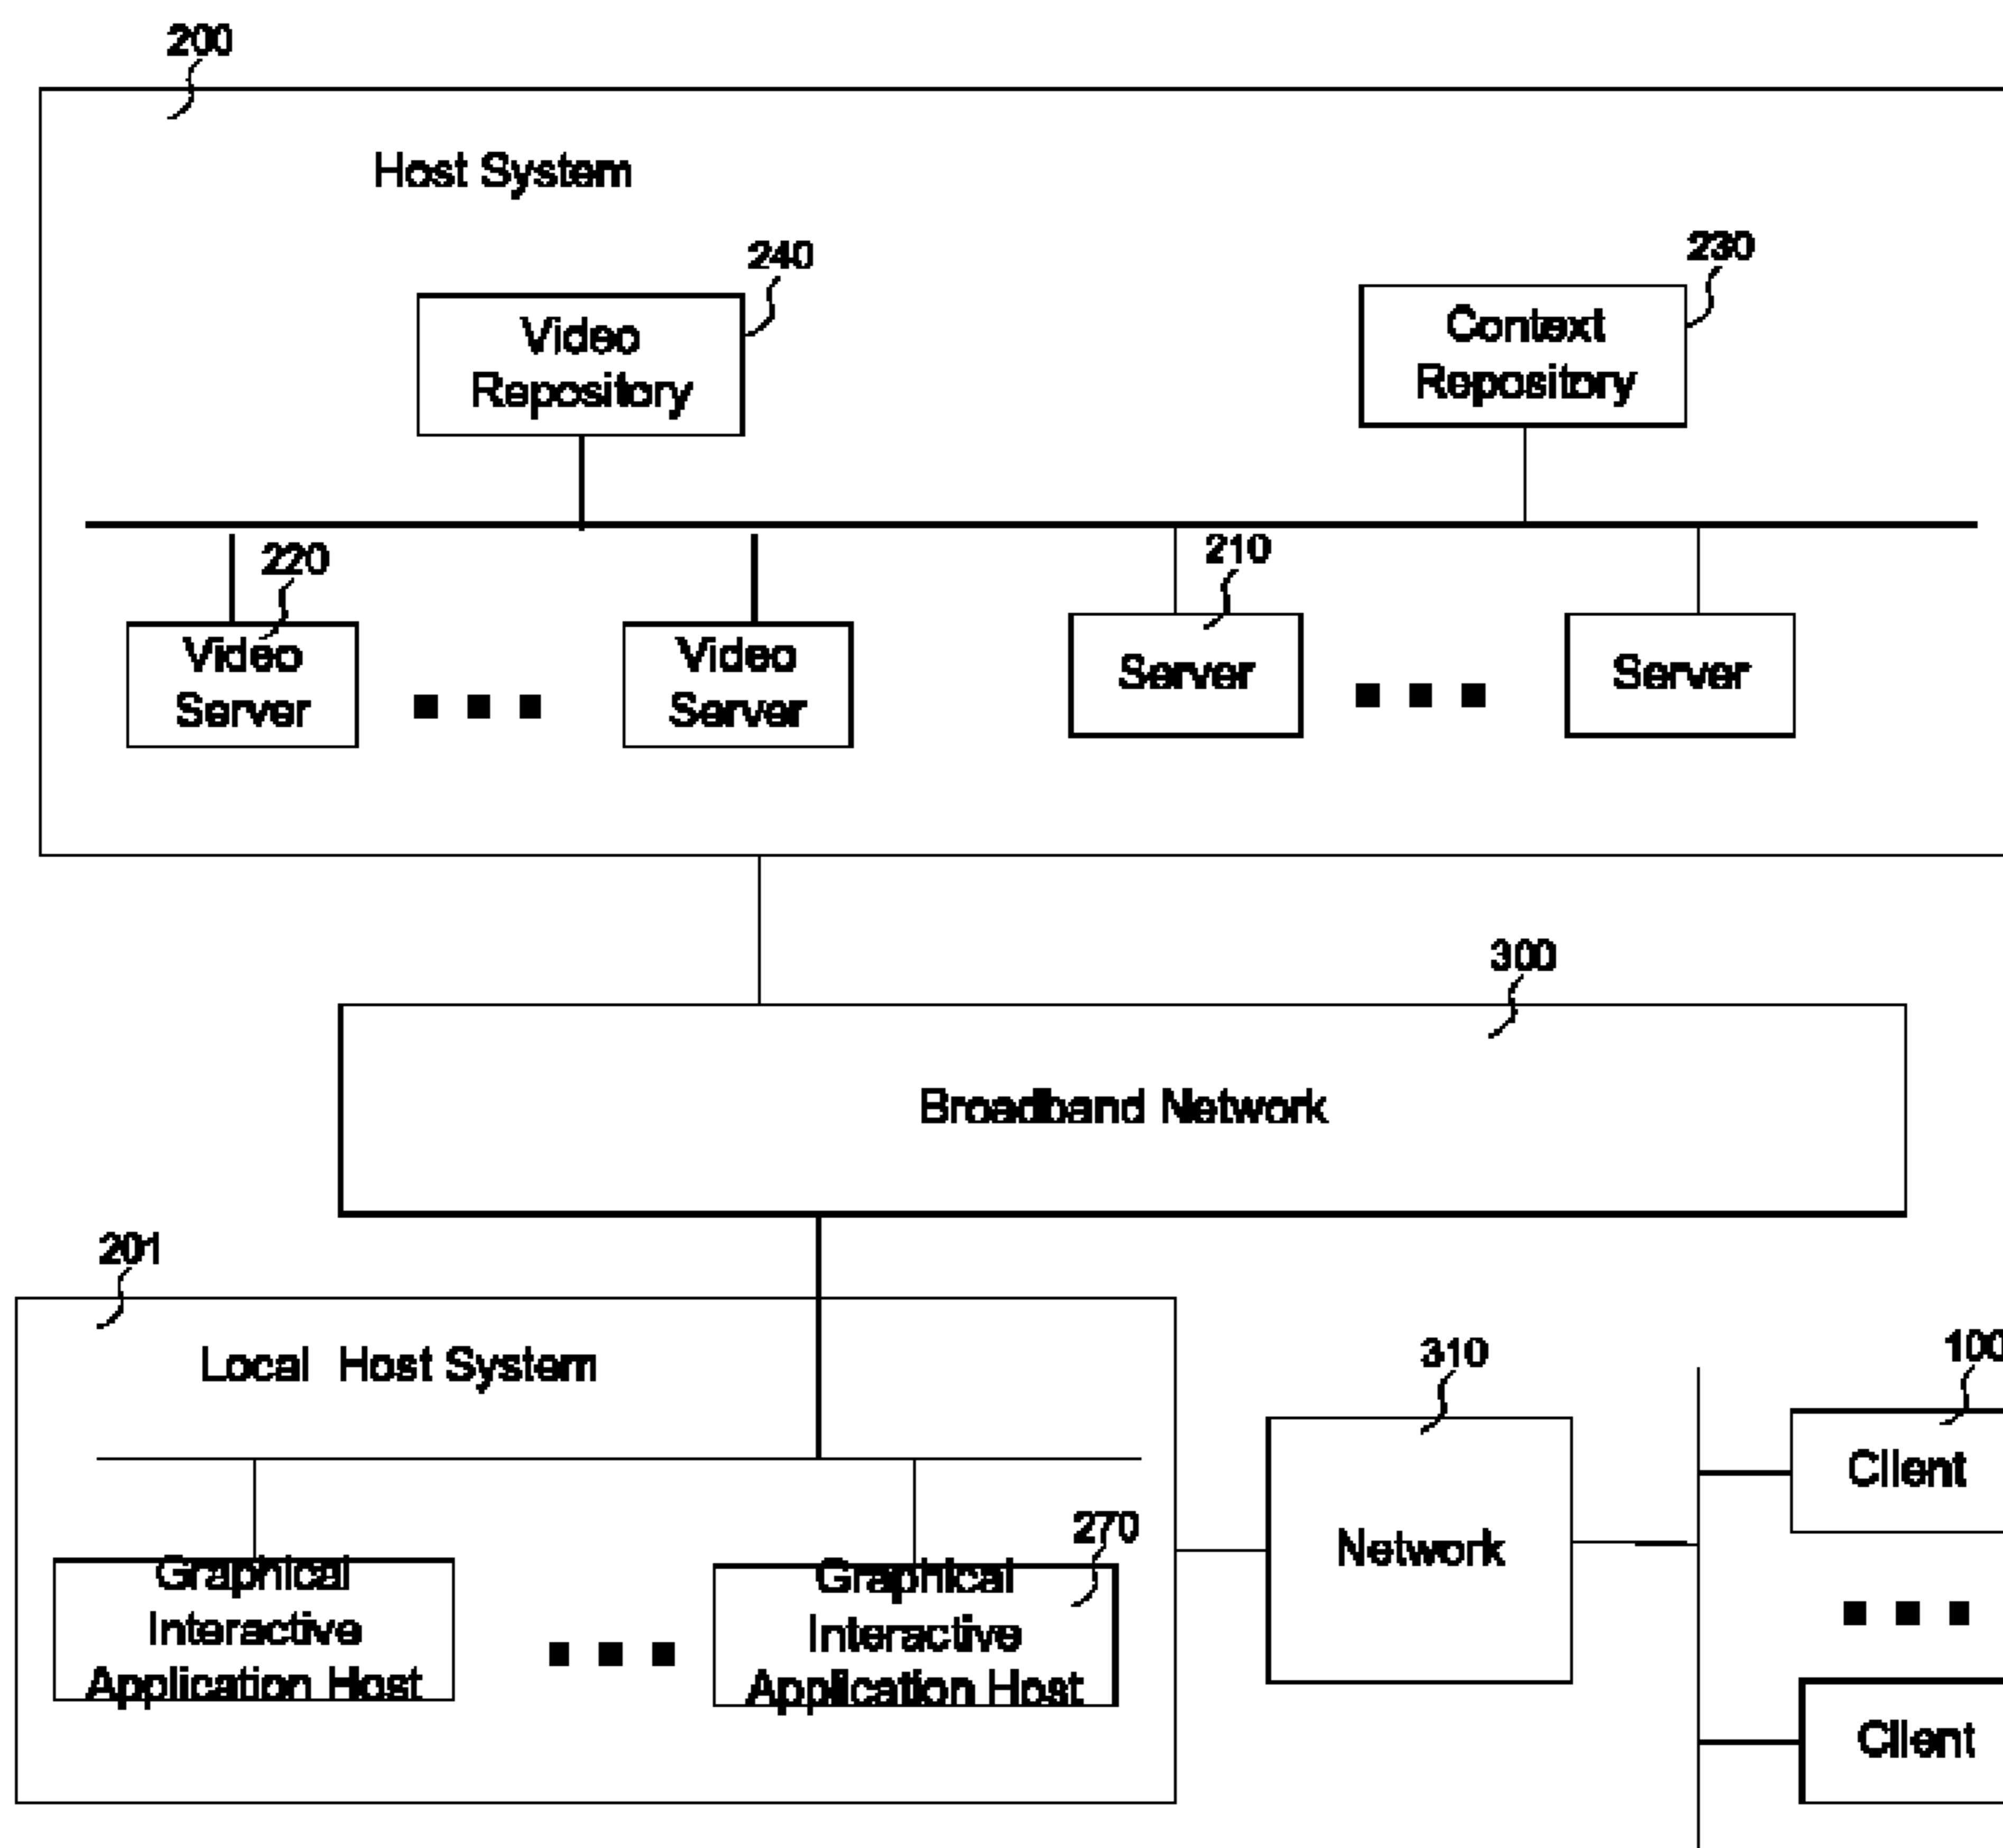 200
Host System
240
230
Video
Repository
Context
Repository
220
210
Video
Server
Video
Server
Server
Server
300
Broadband Network
201
Local Host System
310
100
Client
270
Graphical
Interactive
Application Host
Graphical
Interactive
Application Host
Network
Client